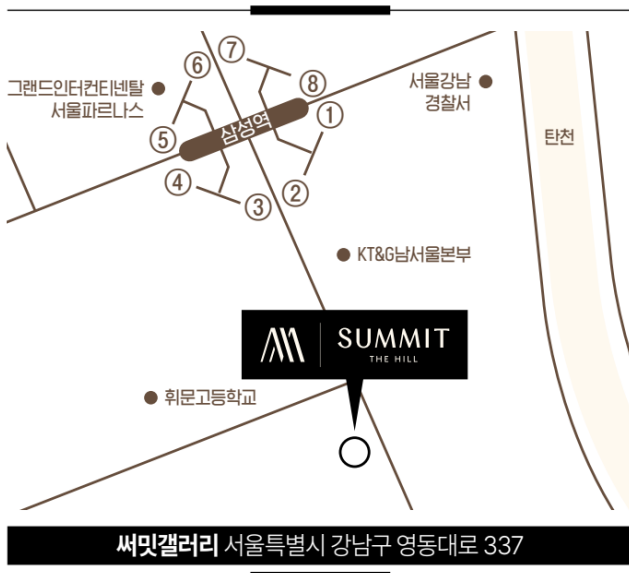 ⑦
⑥
⑧
그랜드인터컨티넨탈
서울파르나스
서울강남
경찰서
①
삼성역
⑤
탄천
④
②
③
KT&G남서울본부
SUMMIT
THE HILL
휘문고등학교
써밋갤러리 서울특별시 강남구 영동대로 337